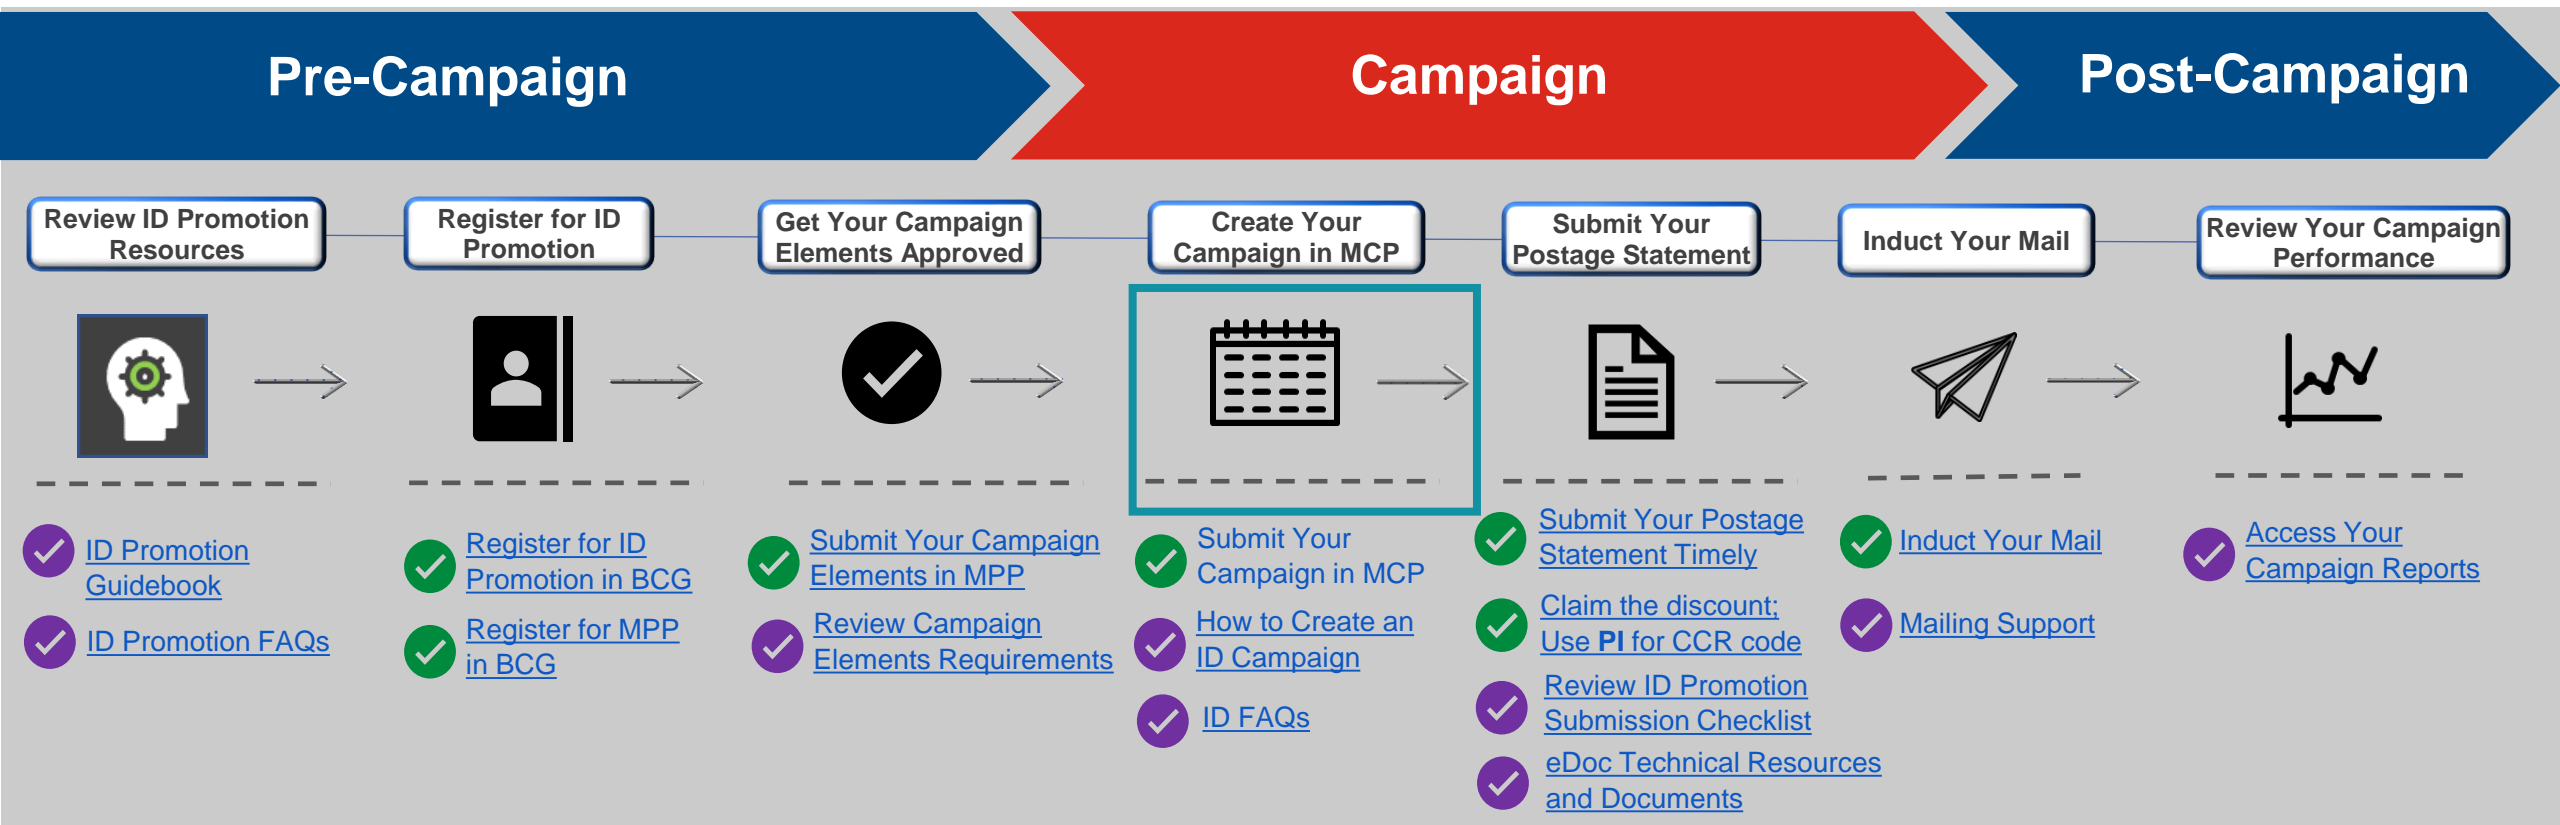 Pre-Campaign
Campaign
Post-Campaign
Review ID Promotion
Resources
Register for ID
Promotion
Get Your Campaign
Elements Approved
Create Your
Campaign in MCP
Submit Your
Postage Statement
Induct Your Mail
Review Your Campaign
Performance
ID Promotion
Guidebook
ID Promotion FAQs
Register for ID
Promotion in BCG
Register for MPP
in BCG
Submit Your Campaign
Elements in MPP
Review Campaign
Elements Requirements
Submit Your
Campaign in MCP
How to Create an
ID Campaign
ID FAQs
Submit Your Postage
Statement Timely
Claim the discount;
Use PI for CCR code
Review ID Promotion
Submission Checklist
eDoc Technical Resources
and Documents
Induct Your Mail
Mailing Support
Access Your
Campaign Reports